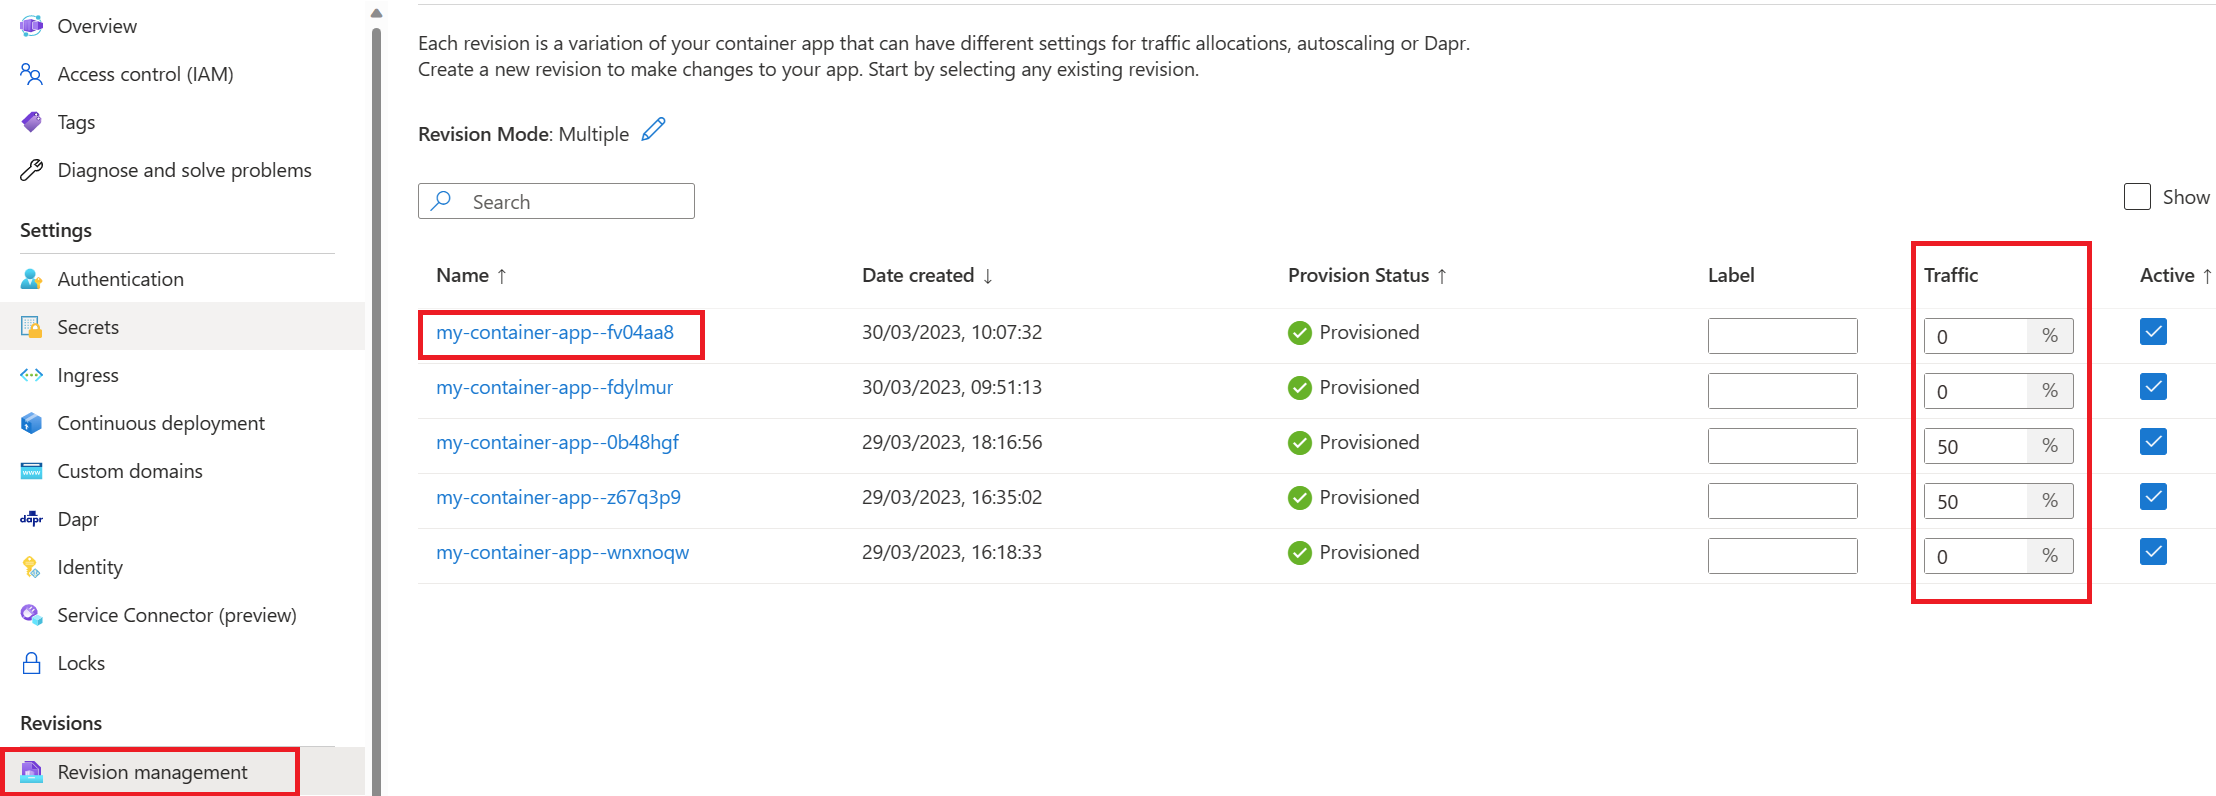 Overview
Access control (IAM)
Tags
Diagnose and solve problems
Settings
Authentication
Secrets
Ingress
Continuous deployment
Custom domains
dapr Dapr
Identity
Service Connector (preview)
Locks
Revisions
Revision management
Each revision is a variation of your container app that can have different settings for traffic allocations, autoscaling or Dapr.
Create a new revision to make changes to your app. Start by selecting any existing revision.
Revision Mode: Multiple
Search
Show
Name ↑ Date created ↓ Provision Status ↑ Label Traffic Active ↑
my-container-app--fv04aa8 30/03/2023, 10:07:32 Provisioned 0 %
my-container-app--fdylmur 30/03/2023, 09:51:13 Provisioned 0 %
my-container-app--0b48hgf 29/03/2023, 18:16:56 Provisioned 50 %
my-container-app--z67q3p9 29/03/2023, 16:35:02 Provisioned 50 %
my-container-app--wnxnoqw 29/03/2023, 16:18:33 Provisioned 0 %